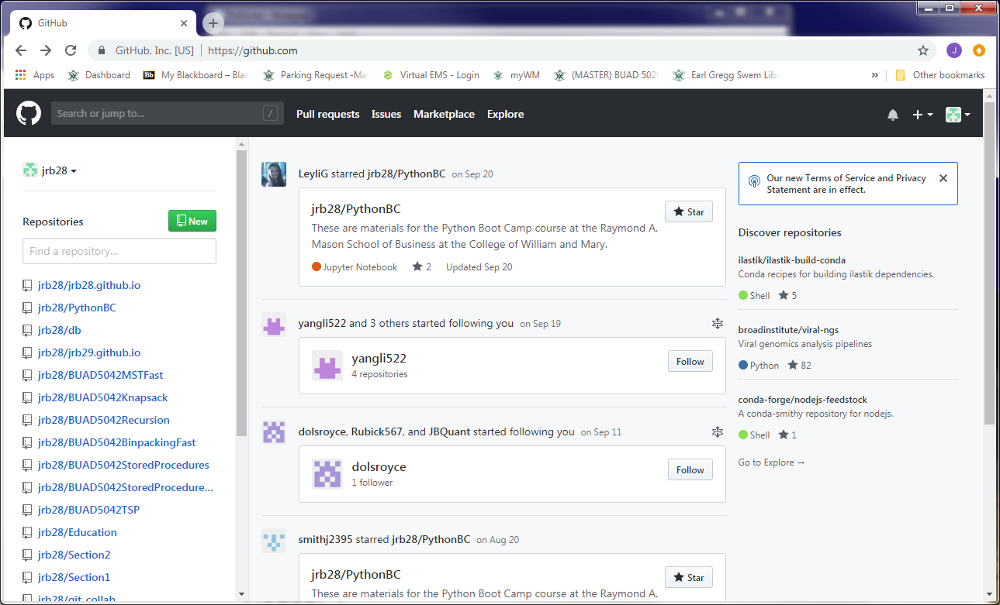 GitHub
GitHub, Inc. [US]
https://github.com
J
Apps
Dashboard
Bb
My Blackboard – Blac
Parking Request -Ma
Virtual EMS - Login
myWM
(MASTER) BUAD 502
Earl Gregg Swem Lib
»
Other bookmarks
Search or jump to...
/
Pull requests
Issues
Marketplace
Explore
jrb28
Repositories
New
Find a repository...
jrb28/jrb28.github.io
jrb28/PythonBC
jrb28/db
jrb28/jrb29.github.io
jrb28/BUAD5042MSTFast
jrb28/BUAD5042Knapsack
jrb28/BUAD5042Recursion
jrb28/BUAD5042BinpackingFast
jrb28/BUAD5042StoredProcedures
jrb28/BUAD5042StoredProcedure...
jrb28/BUAD5042TSP
jrb28/Education
jrb28/Section2
jrb28/Section1
jrb28/git_collab
LeyliG starred jrb28/PythonBC on Sep 20
jrb28/PythonBC
Star
These are materials for the Python Boot Camp course at the Raymond A.
Mason School of Business at the College of William and Mary.
Jupyter Notebook 2 Updated Sep 20
yangli522 and 3 others started following you on Sep 19
yangli522
4 repositories
Follow
dolsroyce, Rubick567, and JBQuant started following you on Sep 11
dolsroyce
1 follower
Follow
smithj2395 starred jrb28/PythonBC on Aug 20
jrb28/PythonBC
Star
These are materials for the Python Boot Camp course at the Raymond A.
Our new Terms of Service and Privacy
Statement are in effect.
Discover repositories
ilastik/ilastik-build-conda
Conda recipes for building ilastik dependencies.
Shell 5
broadinstitute/viral-ngs
Viral genomics analysis pipelines
Python 82
conda-forge/nodejs-feedstock
A conda-smithy repository for nodejs.
Shell 1
Go to Explore →